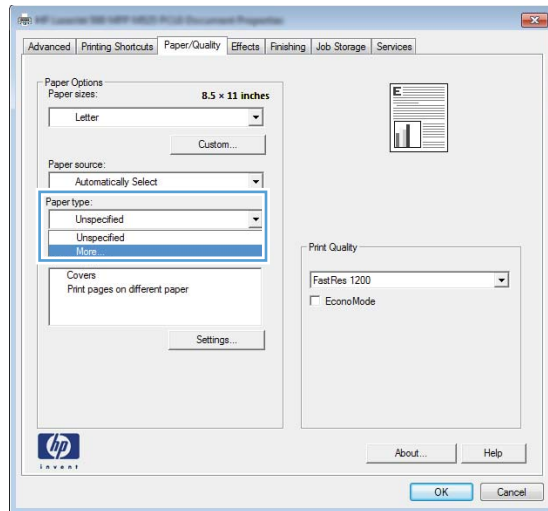 Advanced Printing Shortcuts Paper/Quality Effects Finishing Job Storage Services
Paper Options
Paper sizes: 8.5 × 11 inches
Letter
Custom...
Paper source:
Automatically Select
Paper type:
Unspecified
Unspecified
More...
Covers
Print pages on different paper
Settings...
E
Print Quality
FastRes 1200
EconoMode
hp
invent
About... Help
OK Cancel